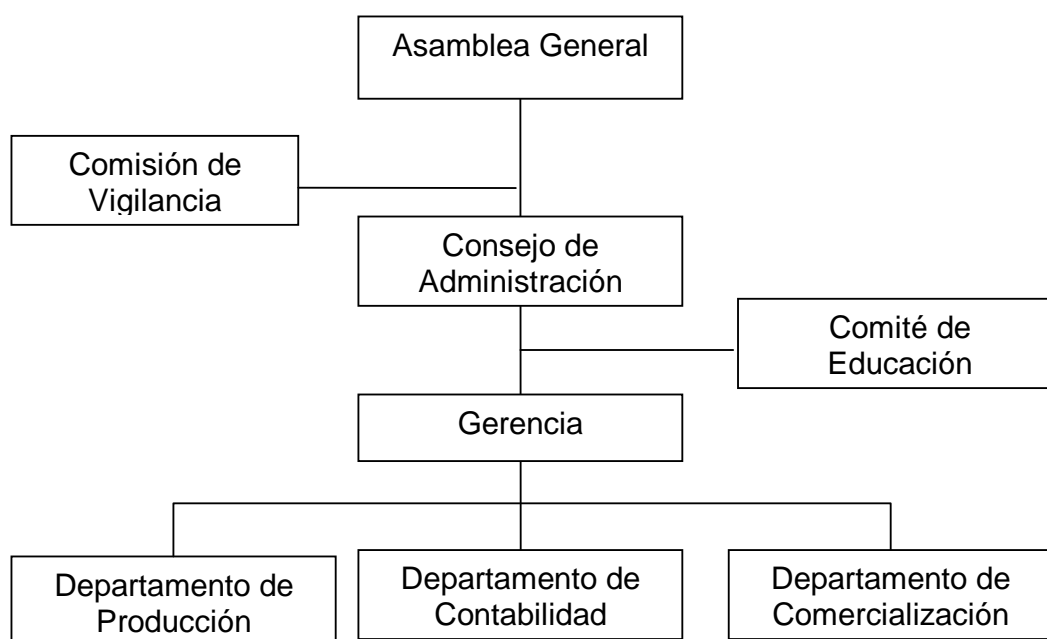 Asamblea General
Comisión de
Vigilancia
Consejo de
Administración
Comité de
Educación
Gerencia
Departamento de
Producción
Departamento de
Contabilidad
Departamento de
Comercialización